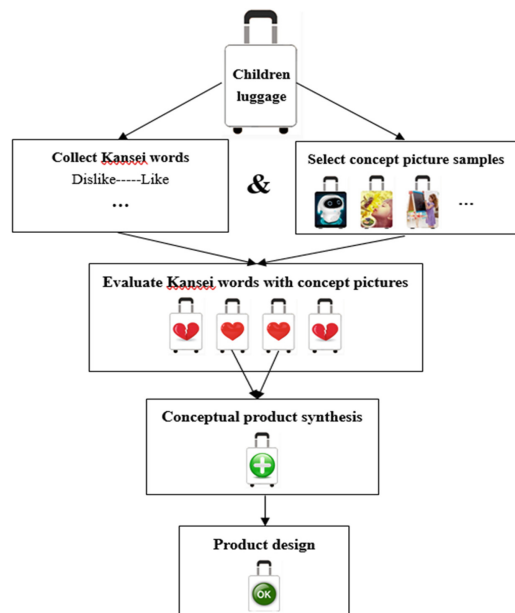 Children
luggage
Collect Kansei words
Dislike-----Like
...
&
Select concept picture samples
...
Evaluate Kansei words with concept pictures
Conceptual product synthesis
Product design
OK